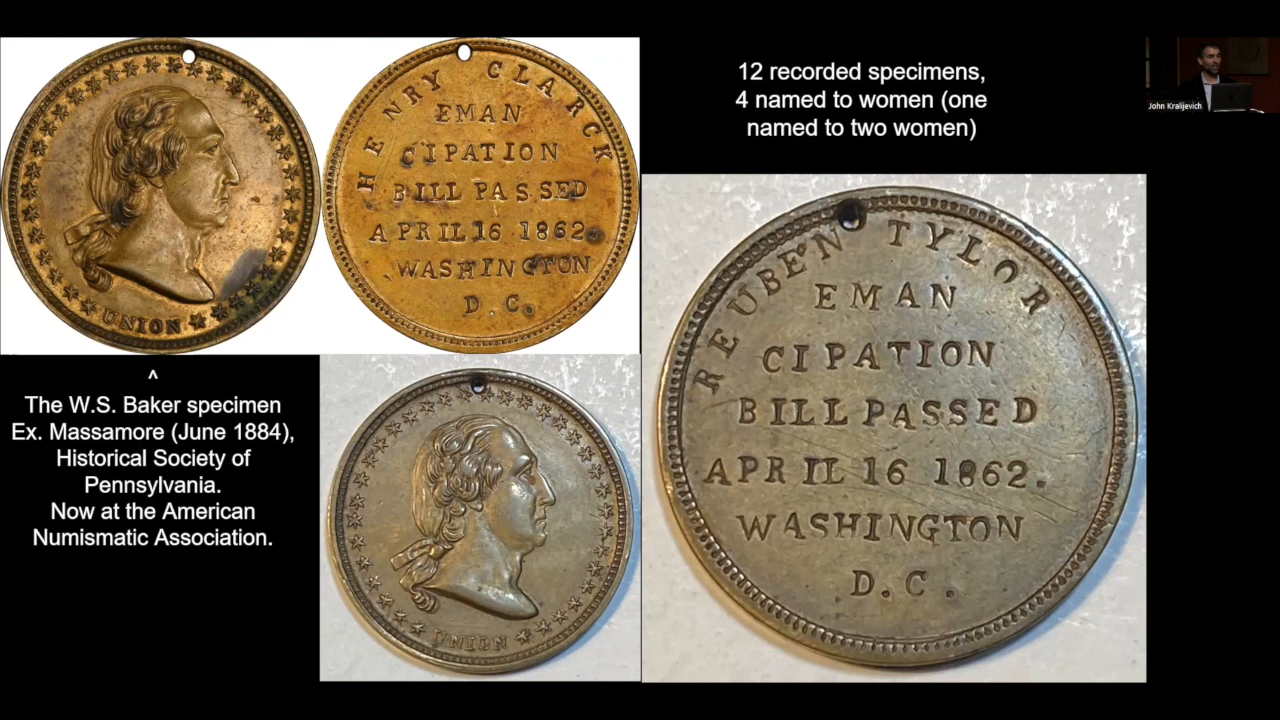 UNION
HENRY CLARCK
EMAN
CIPATION
BILL PASSED
APRIL 16 1862.
WASHINGTON
D.C.
12 recorded specimens,
4 named to women (one
named to two women)
John Kraljevich
^
The W.S. Baker specimen
Ex. Massamore (June 1884),
Historical Society of
Pennsylvania.
Now at the American
Numismatic Association.
UNION
REUBEN TYLOR
EMAN
CIPATION
BILL PASSED
APRIL 16 1862.
WASHINGTON
D.C.